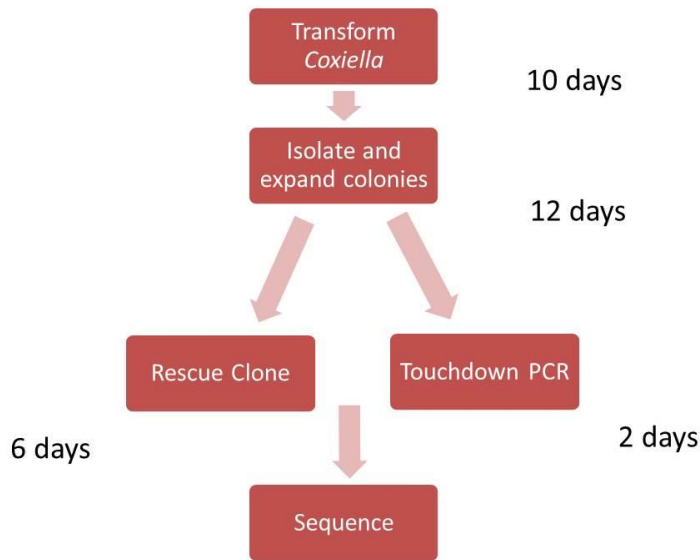 Transform
Coxiella
10 days
Isolate and
expand colonies
12 days
Rescue Clone
Touchdown PCR
6 days
2 days
Sequence